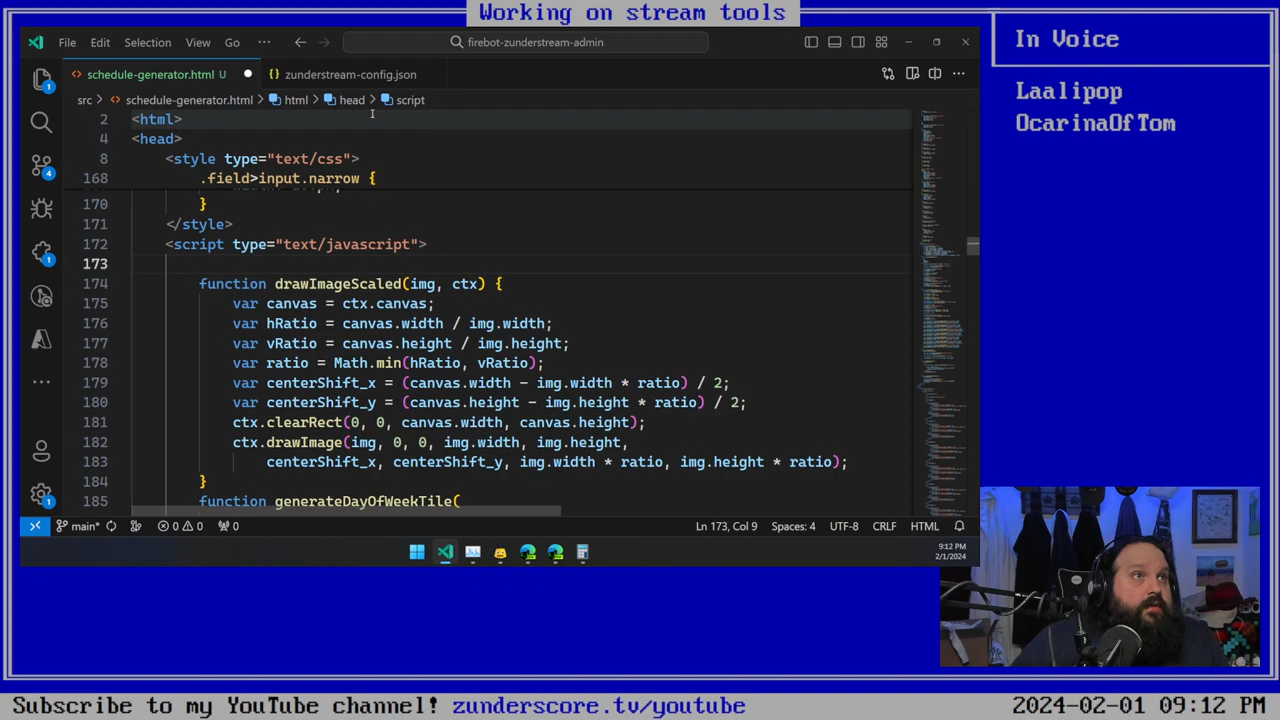 Working on stream tools
In Voice
Laalipop
OcarinaOfTom
File Edit Selection View Go ··· firebot-zunderstream-admin
schedule-generator.html U zunderstream-config.json
src > schedule-generator.html > html > head > script
2 <html>
4 <head>
8 <style type="text/css">
168 .field>input.arrow {
170 }
171 </style>
172 <script type="text/javascript">
173
174 function drawImageScaled(img, ctx)
175 var canvas = ctx.canvas;
176 var hRatio = canvas.width / img.width;
177 var vRatio = canvas.height / img.height;
178 var ratio = Math.min(hRatio, vRatio);
179 var centerShift_x = (canvas.width - img.width * ratio) / 2;
180 var centerShift_y = (canvas.height - img.height * ratio) / 2;
181 ctx.clearRect(0, 0, canvas.width, canvas.height);
182 ctx.drawImage(img, 0, 0, img.width, img.height,
183 centerShift_x, centerShift_y, img.width * ratio, img.height * ratio)
184 }
185 function generateDayOfWeekTile(
main* 0 0 0 Ln 173, Col 9 Spaces: 4 UTF-8 CRLF HTML
9:12 PM
2/1/2024
Subscribe to my YouTube channel! zunderscore.tv/youtube 2024-02-01 09:12 PM